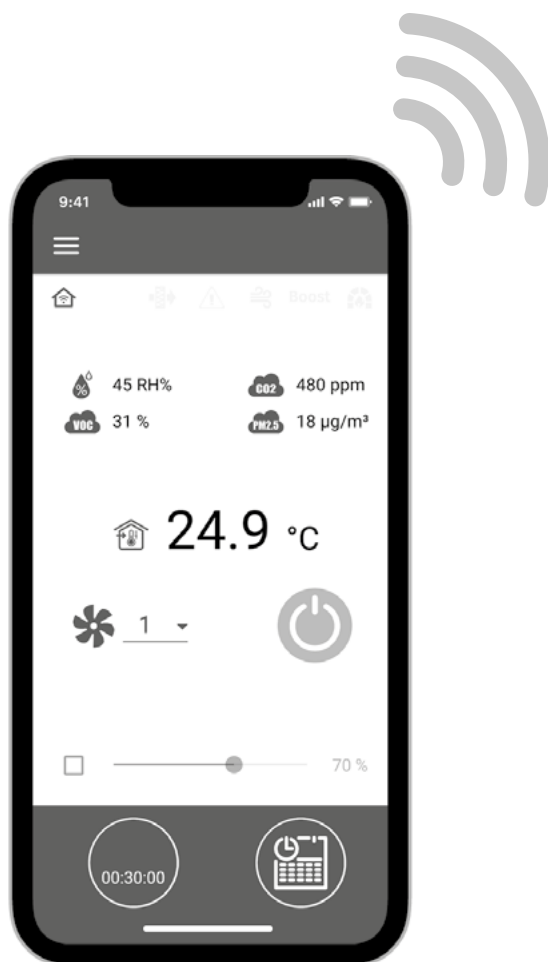 9:41
Boost
% 45 RH%
CO2 480 ppm
VOC 31 %
PM2.5 18 µg/m³
24.9 °C
1
70 %
00:30:00